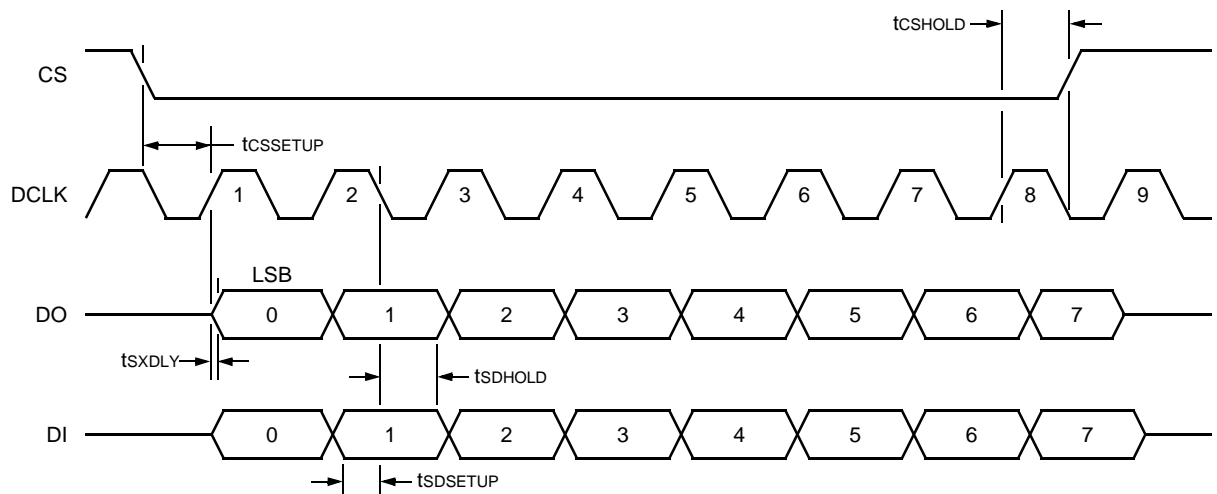 tCSHOLD
CS
tCSSETUP
DCLK 1 2 3 4 5 6 7 8 9
LSB
DO 0 1 2 3 4 5 6 7
tSXDLY
tSDHOLD
DI 0 1 2 3 4 5 6 7
tSDSETUP